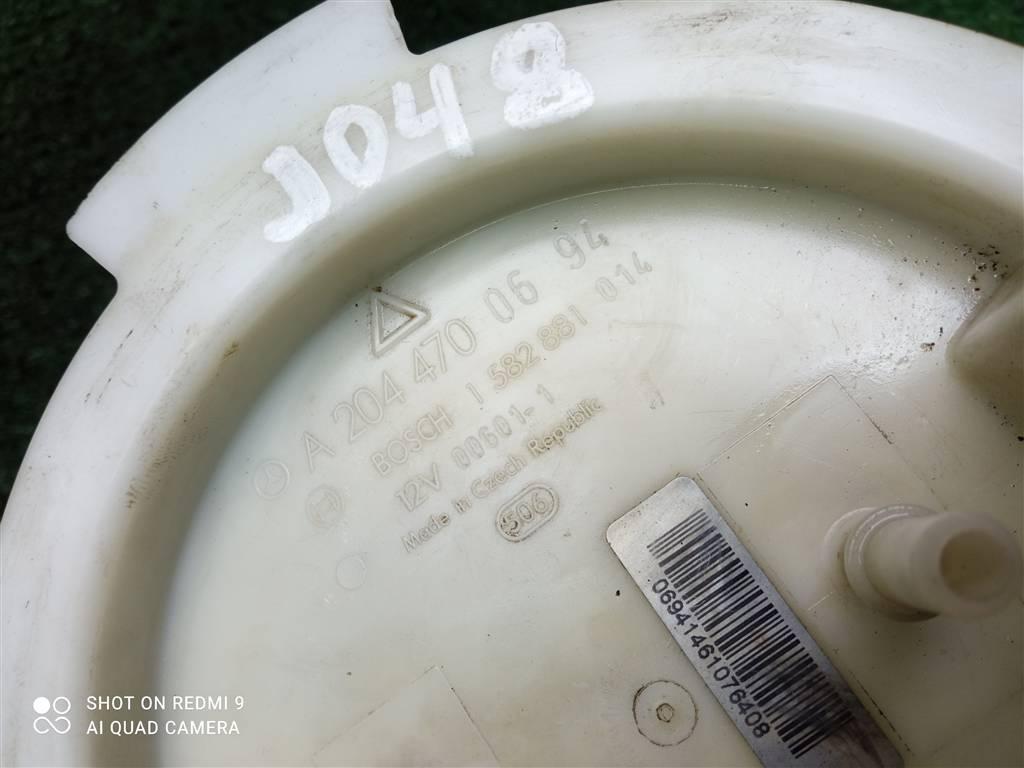 J048
A 204 470 06 94
BOSCH 1 582 881 014
12V 00601-1
Made in Czech Republic
506
06941461076408
SHOT ON REDMI 9
AI QUAD CAMERA